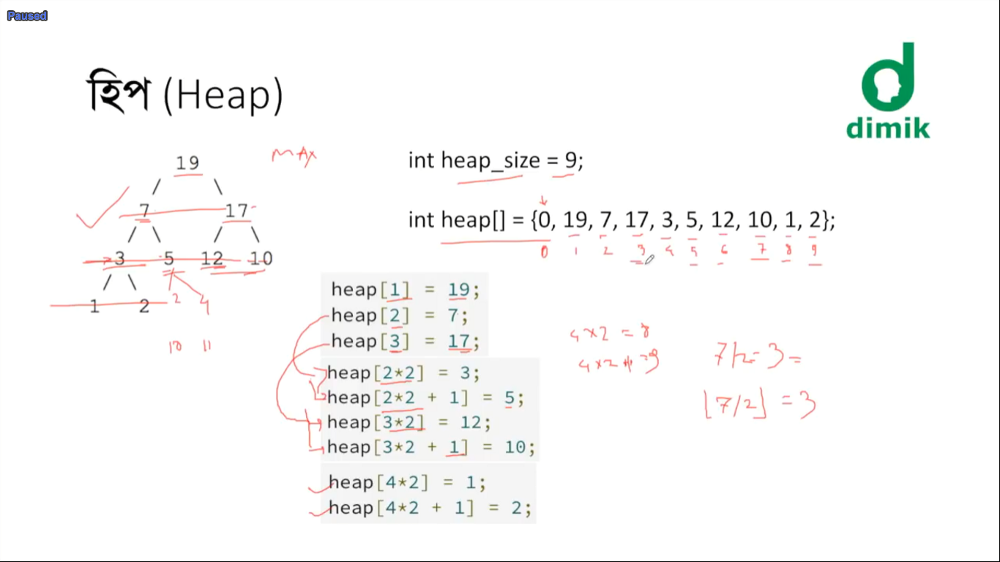 Paused
হিপ (Heap)
dimik
MAX
19
7 17
3 5 12 10
1 2 2 4
10 11
int heap_size = 9;
int heap[] = {0, 19, 7, 17, 3, 5, 12, 10, 1, 2};
0 1 2 3 4 5 6 7 8 9
heap[1] = 19;
heap[2] = 7;
heap[3] = 17;
heap[2*2] = 3;
heap[2*2 + 1] = 5;
heap[3*2] = 12;
heap[3*2 + 1] = 10;
heap[4*2] = 1;
heap[4*2 + 1] = 2;
4×2 = 8
4×2+1=9
7/2=3=
⌊7/2⌋ = 3